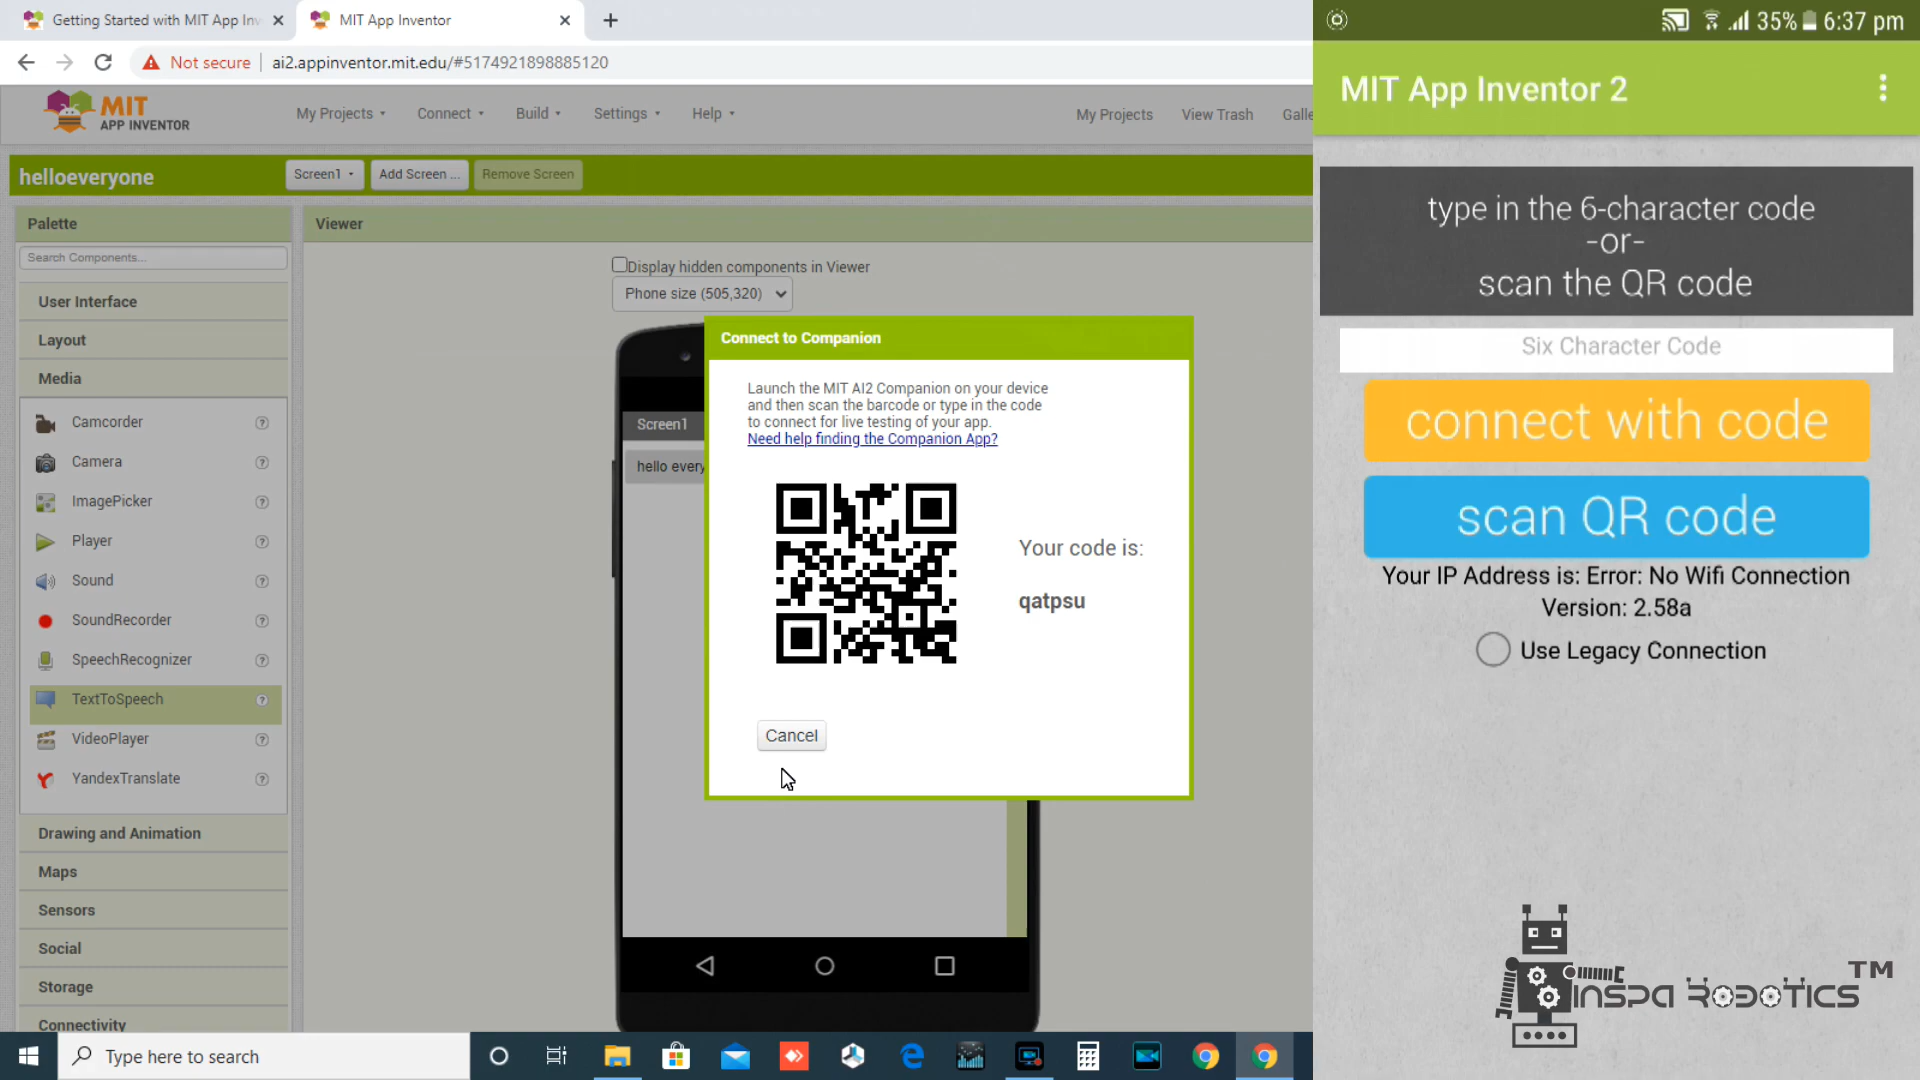 Getting Started with MIT App Inv
MIT App Inventor
Not secure
ai2.appinventor.mit.edu/#5174921898885120
MIT
APP INVENTOR
My Projects
Connect
Build
Settings
Help
My Projects
View Trash
Galle
helloeveryone
Screen1
Add Screen ...
Remove Screen
Palette
Search Components...
User Interface
Layout
Media
Camcorder
Camera
ImagePicker
Player
Sound
SoundRecorder
SpeechRecognizer
TextToSpeech
VideoPlayer
YandexTranslate
Drawing and Animation
Maps
Sensors
Social
Storage
Connectivity
Viewer
Display hidden components in Viewer
Phone size (505,320)
Screen1
hello every
Connect to Companion
Launch the MIT AI2 Companion on your device
and then scan the barcode or type in the code
to connect for live testing of your app.
Need help finding the Companion App?
Your code is:
qatpsu
Cancel
Type here to search
35% 6:37 pm
MIT App Inventor 2
type in the 6-character code
-or-
scan the QR code
Six Character Code
connect with code
scan QR code
Your IP Address is: Error: No Wifi Connection
Version: 2.58a
Use Legacy Connection
INSPA ROBOTICS TM